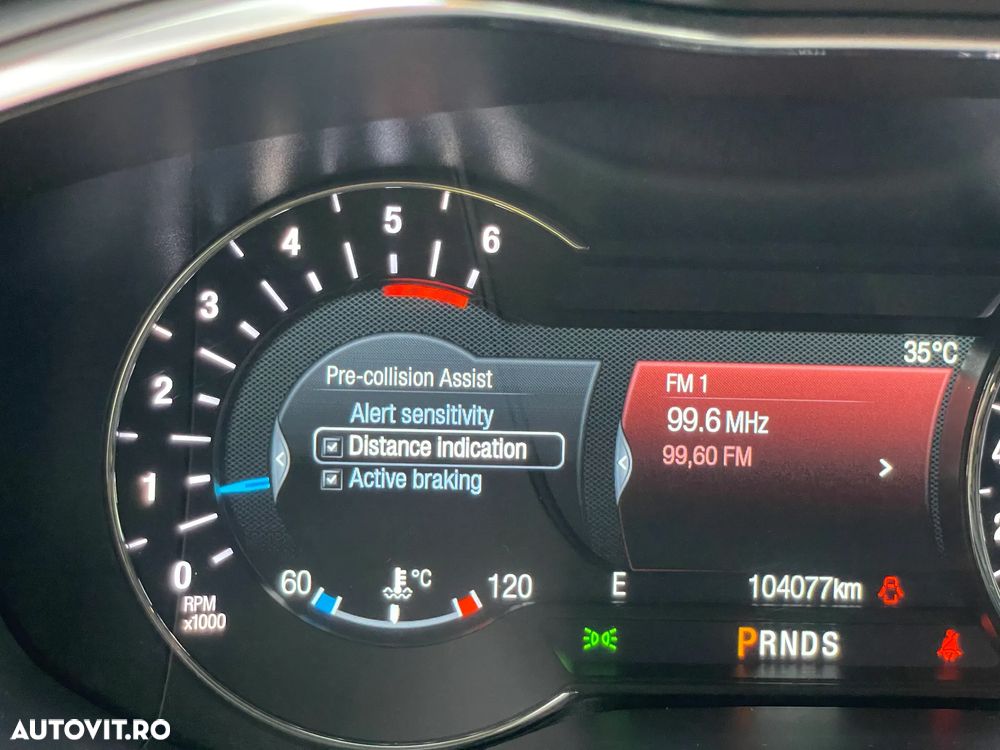 5
4
6
3
2
1
0
RPM
x1000
35°C
Pre-collision Assist
Alert sensitivity
Distance indication
Active braking
FM 1
99.6 MHz
99,60 FM
60
°C
120
E
104077km
PRNDS
AUTOVIT.RO